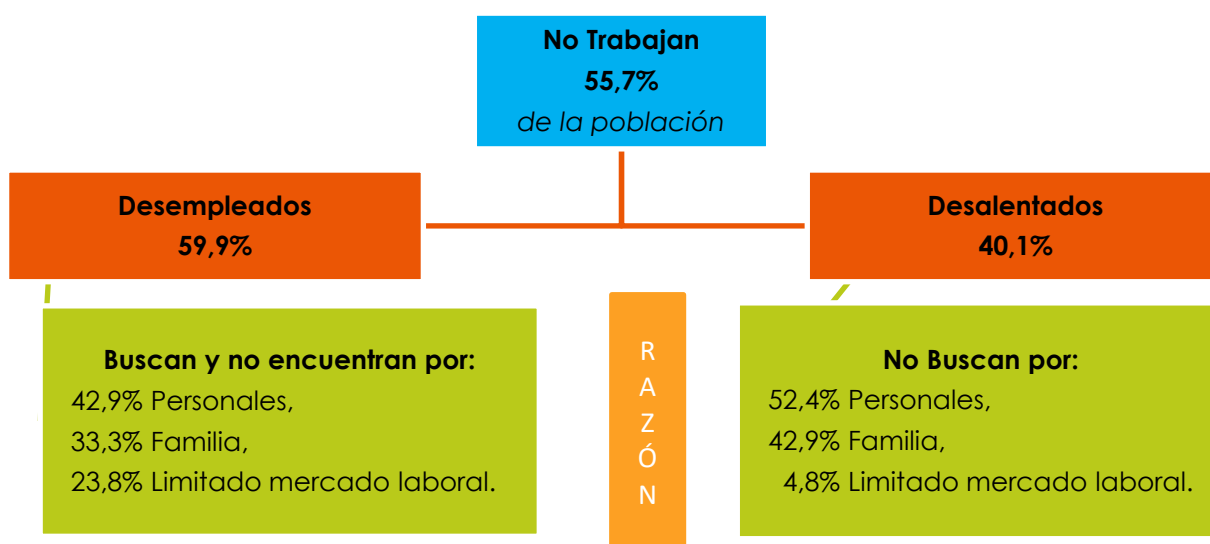 No Trabajan
55,7%
de la población
Desempleados
59,9%
Desalentados
40,1%
Buscan y no encuentran por:
42,9% Personales,
33,3% Familia,
23,8% Limitado mercado laboral.
R
A
Z
Ó
N
No Buscan por:
52,4% Personales,
42,9% Familia,
4,8% Limitado mercado laboral.